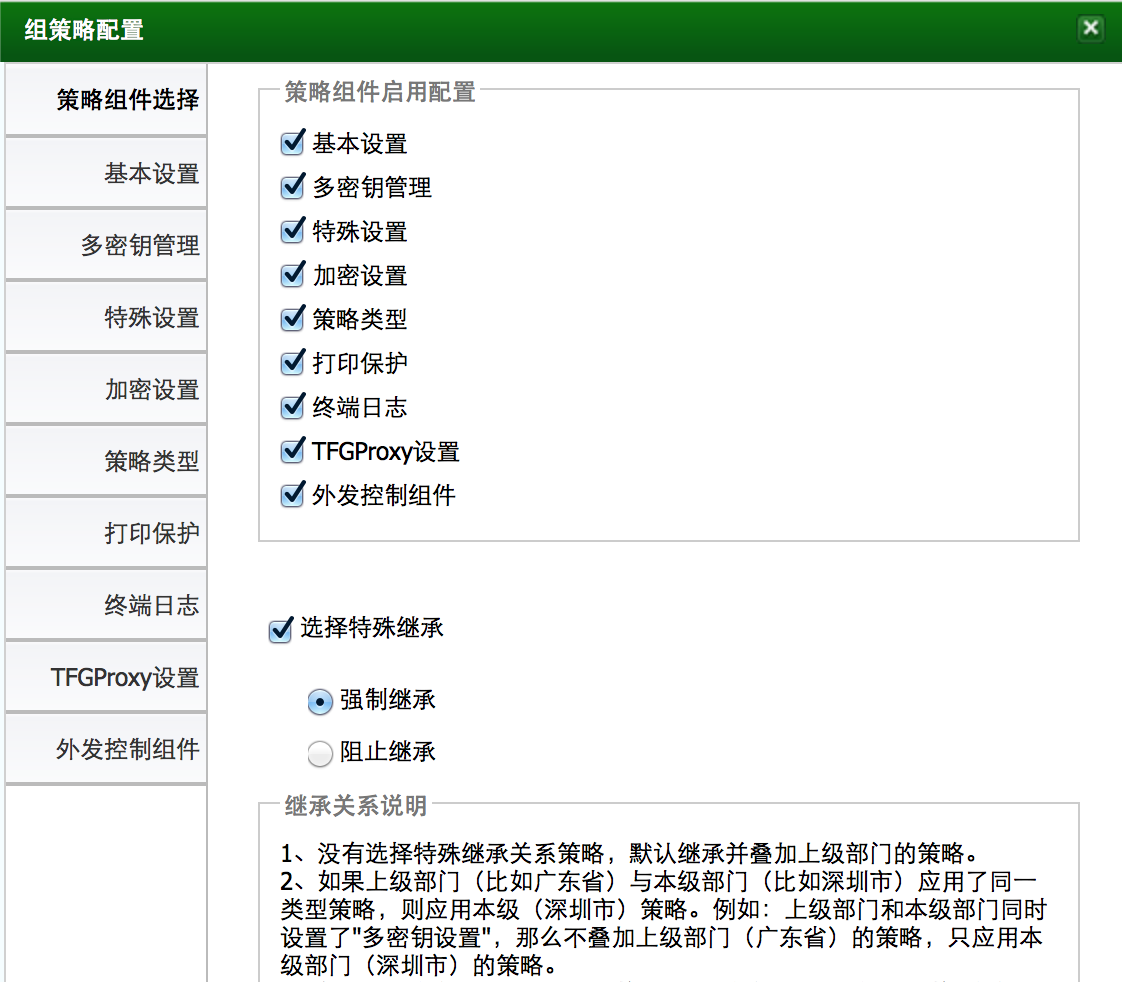 组策略配置
策略组件选择
基本设置
多密钥管理
特殊设置
加密设置
策略类型
打印保护
终端日志
TFGProxy设置
外发控制组件
策略组件启用配置
基本设置
多密钥管理
特殊设置
加密设置
策略类型
打印保护
终端日志
TFGProxy设置
外发控制组件
选择特殊继承
强制继承
阻止继承
继承关系说明
1、没有选择特殊继承关系策略，默认继承并叠加上级部门的策略。
2、如果上级部门（比如广东省）与本级部门（比如深圳市）应用了同一
类型策略，则应用本级（深圳市）策略。例如：上级部门和本级部门同时
设置了"多密钥设置"，那么不叠加上级部门（广东省）的策略，只应用本
级部门（深圳市）的策略。